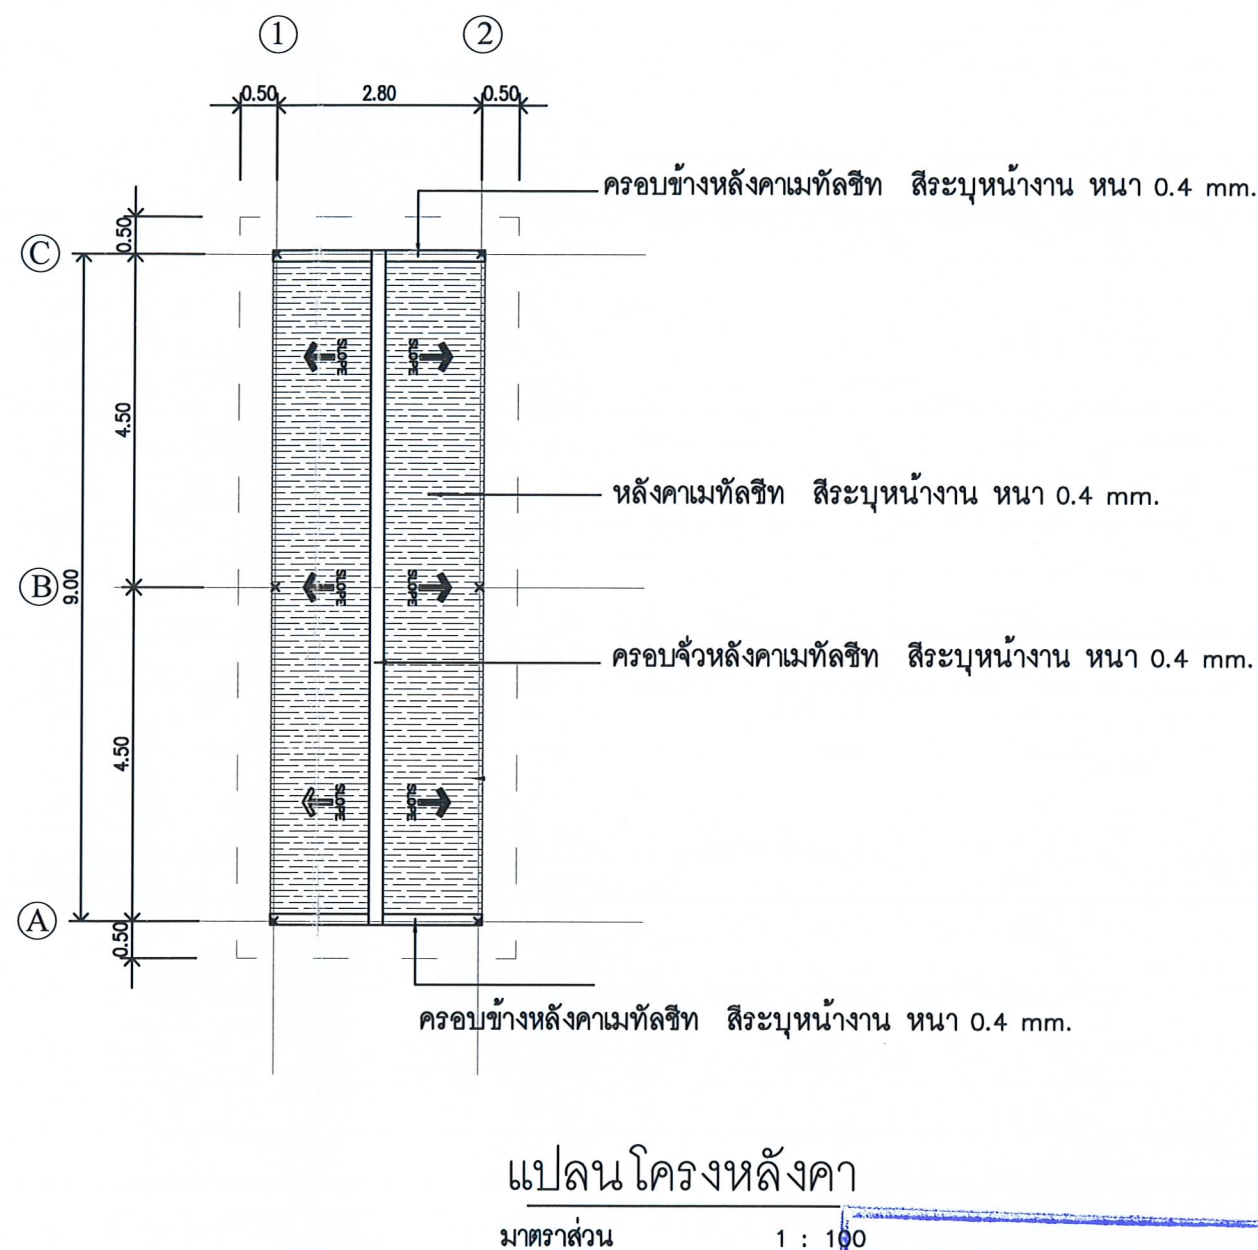 1 2
0.50 2.80 0.50
ครอบข้างหลังคาเมทัลชีท สีระบุหน้างาน หนา 0.4 mm.
0.50
C
SLOPE SLOPE
4.50
หลังคาเมทัลชีท สีระบุหน้างาน หนา 0.4 mm.
B
9.00
SLOPE SLOPE
ครอบจั่วหลังคาเมทัลชีท สีระบุหน้างาน หนา 0.4 mm.
4.50
SLOPE SLOPE
A
0.50
ครอบข้างหลังคาเมทัลชีท สีระบุหน้างาน หนา 0.4 mm.
แปลนโครงหลังคา
มาตราส่วน 1 : 100